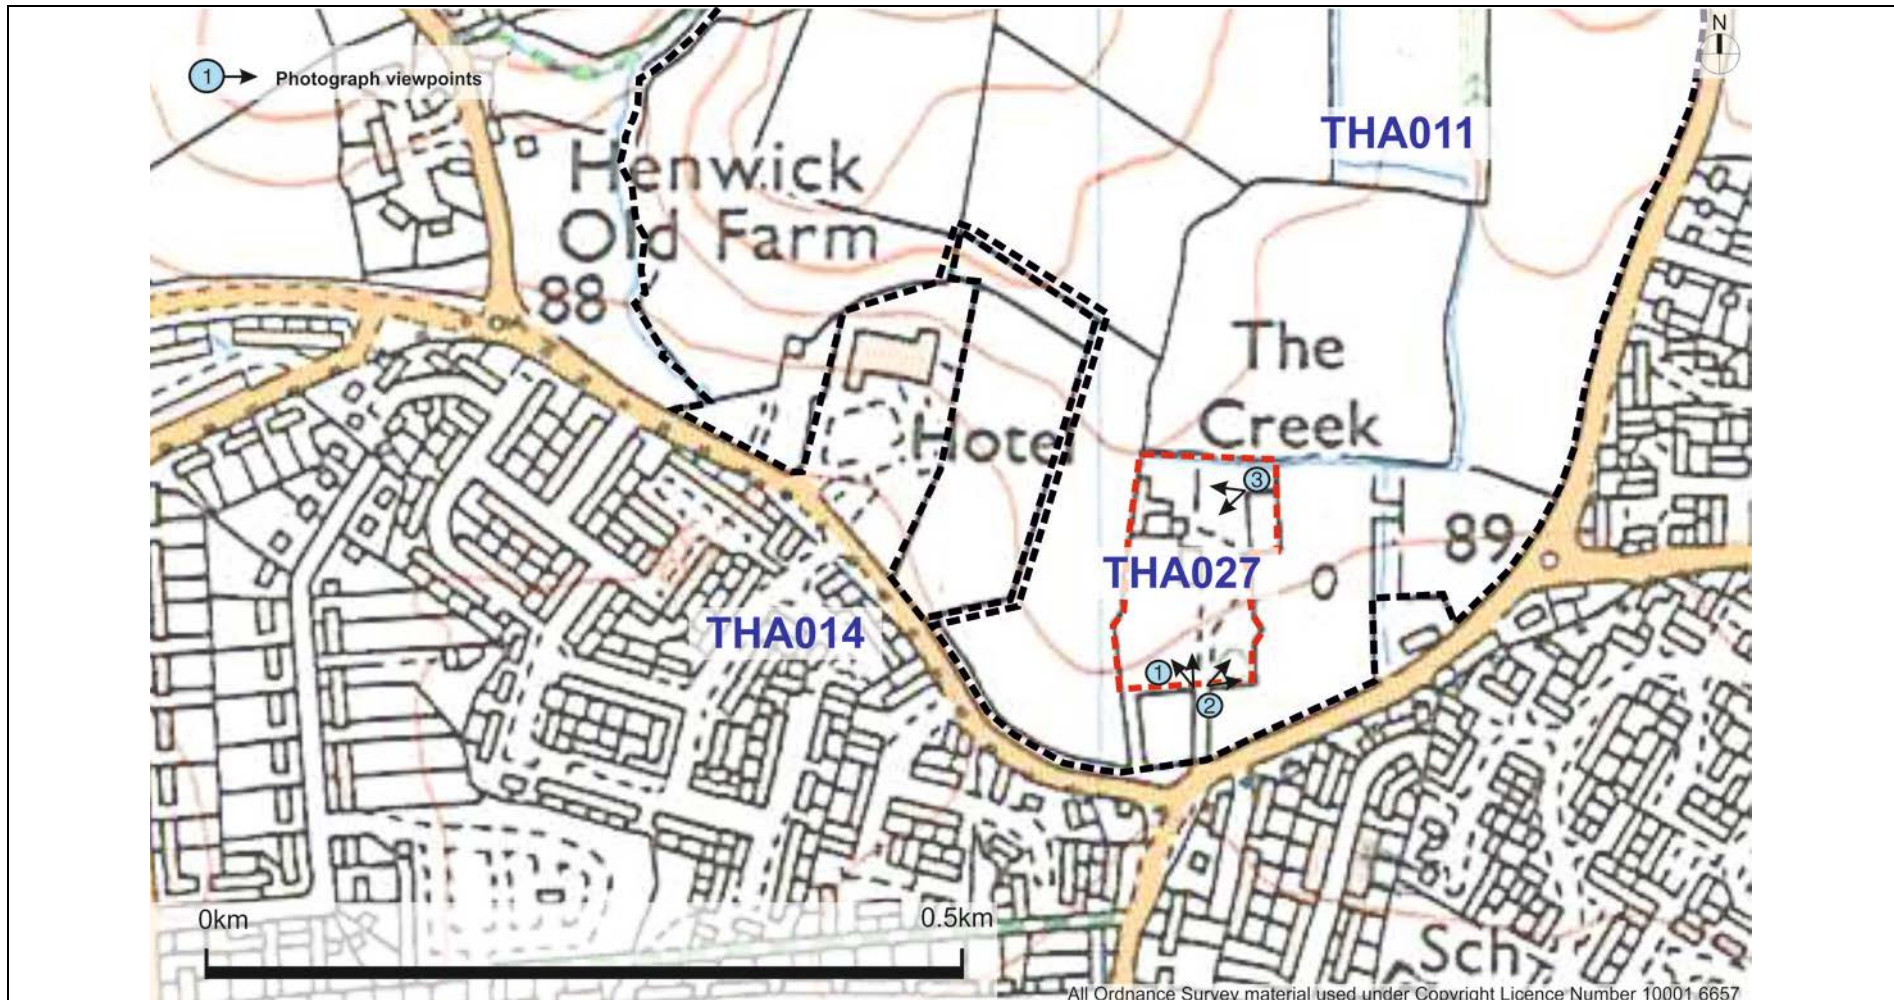 N
1 Photograph viewpoints
THA011
Henwick
Old Farm
88
The
Creek
Hotel
3
89
THA027
THA014
1
2
0km
0.5km
Sch
All Ordnance Survey material used under Copyright Licence Number 10001 6657